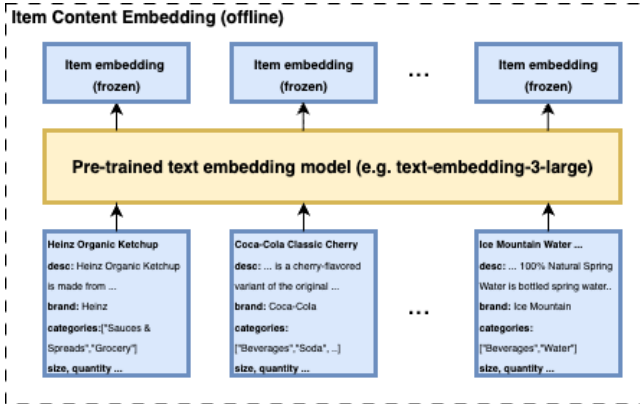 Item Content Embedding (offline)
Item embedding
(frozen)
Item embedding
(frozen)
...
Item embedding
(frozen)
Pre-trained text embedding model (e.g. text-embedding-3-large)
Heinz Organic Ketchup
desc: Heinz Organic Ketchup
is made from ...
brand: Heinz
categories:["Sauces &
Spreads","Grocery"]
size, quantity ...
Coca-Cola Classic Cherry
desc: ... is a cherry-flavored
variant of the original ...
brand: Coca-Cola
categories:
["Beverages","Soda", ..]
size, quantity ...
...
Ice Mountain Water ...
desc: ... 100% Natural Spring
Water is bottled spring water..
brand: Ice Mountain
categories:
["Beverages","Water"]
size, quantity ...